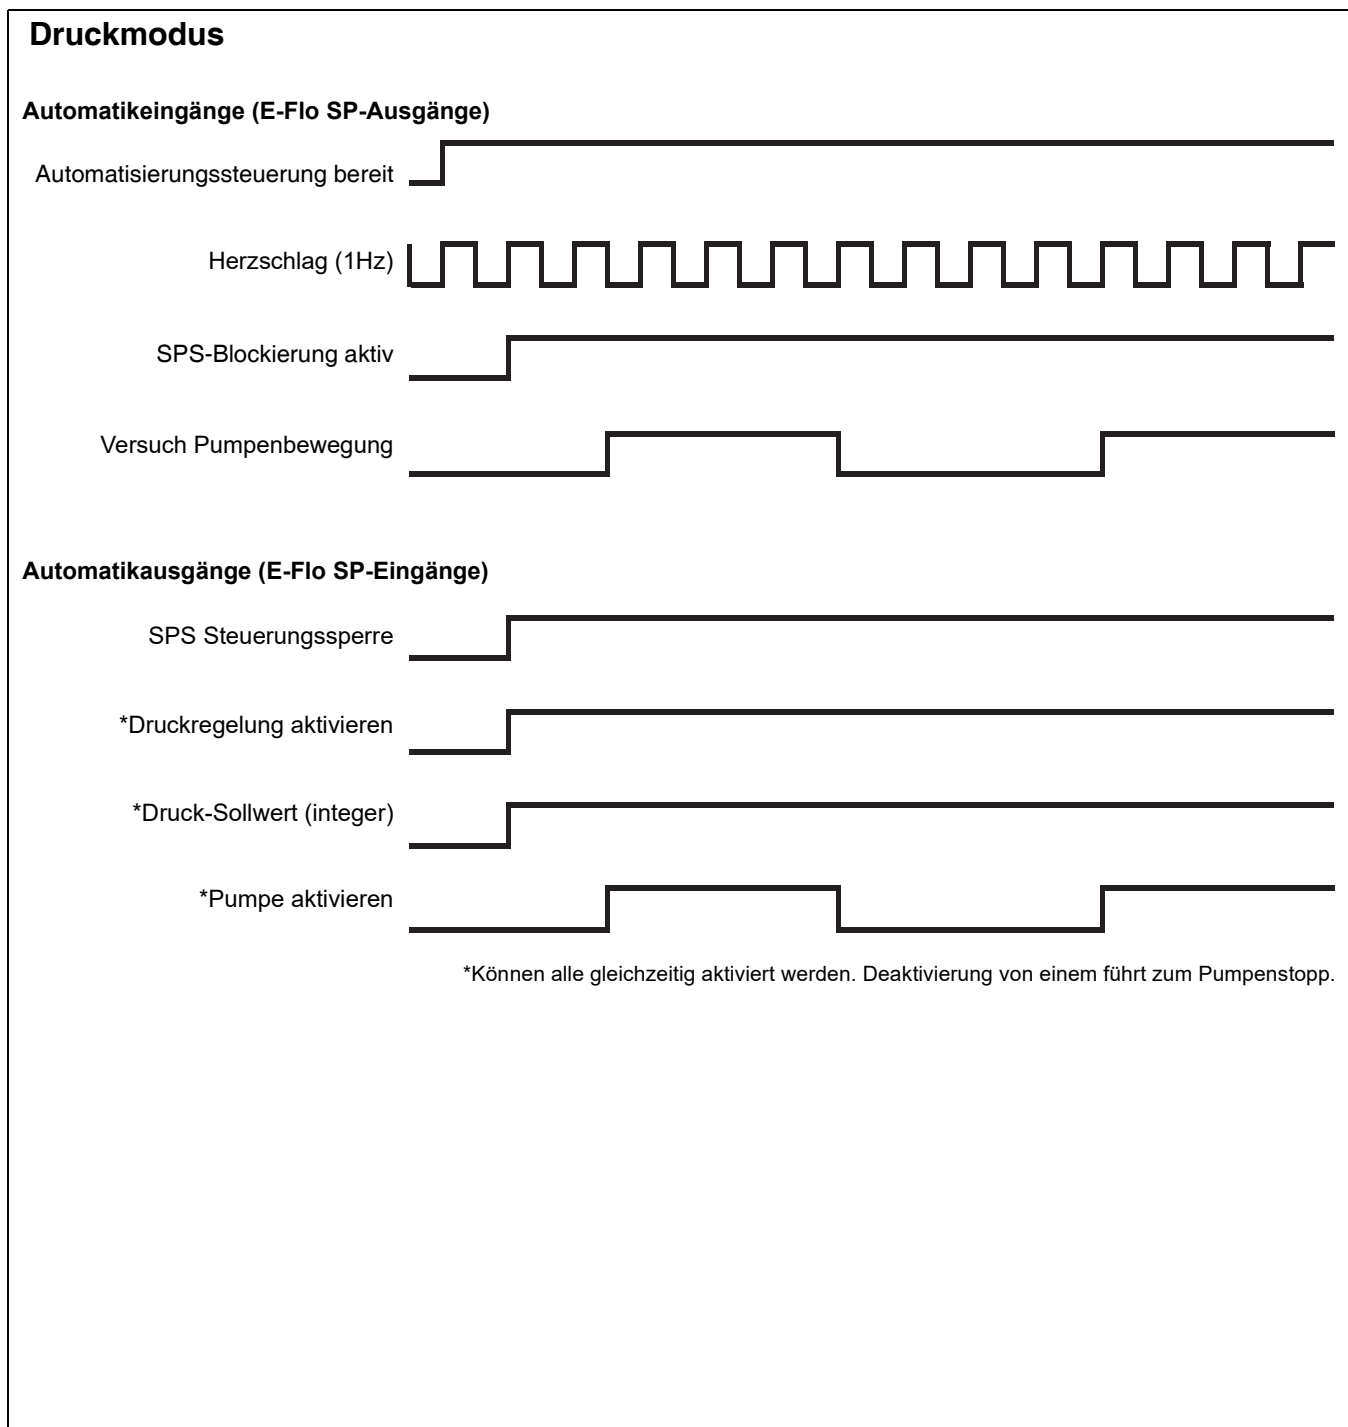 Druckmodus
Automatikeingänge (E-Flo SP-Ausgänge)
Automatisierungssteuerung bereit
Herzschlag (1Hz)
SPS-Blockierung aktiv
Versuch Pumpenbewegung
Automatikausgänge (E-Flo SP-Eingänge)
SPS Steuerungssperre
*Druckregelung aktivieren
*Druck-Sollwert (integer)
*Pumpe aktivieren
*Können alle gleichzeitig aktiviert werden. Deaktivierung von einem führt zum Pumpenstopp.